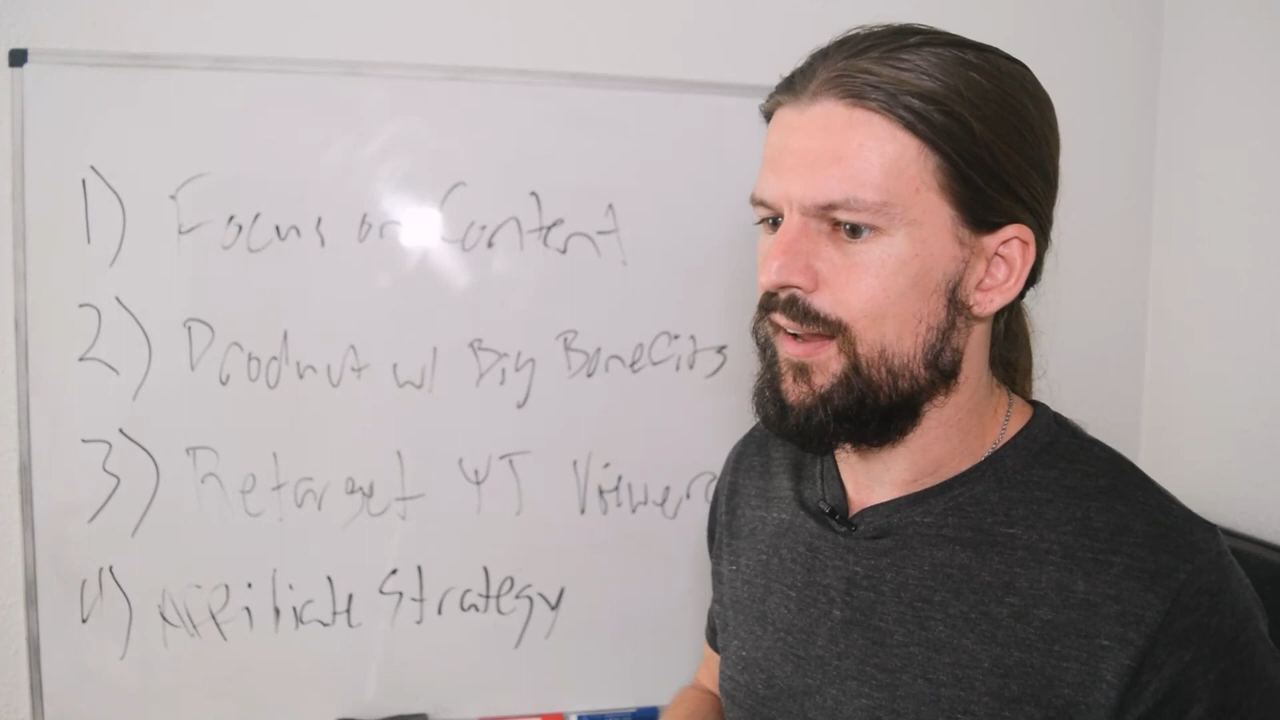 1) Focus on Content
2) Product w/ Big Benefits
3) Retarget YT Viewers
4) Affiliate Strategy